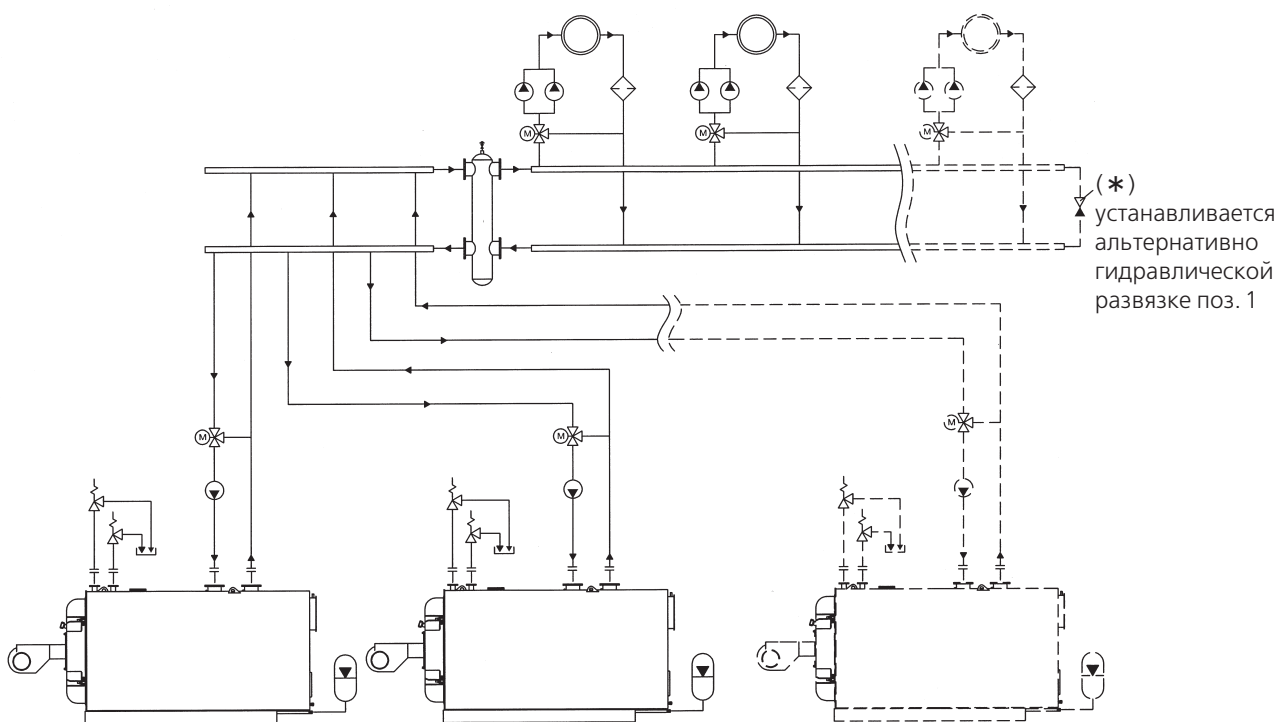 M
M
M
(*)
устанавливается
альтернативно
гидравлической
развязке поз. 1
M
M
M